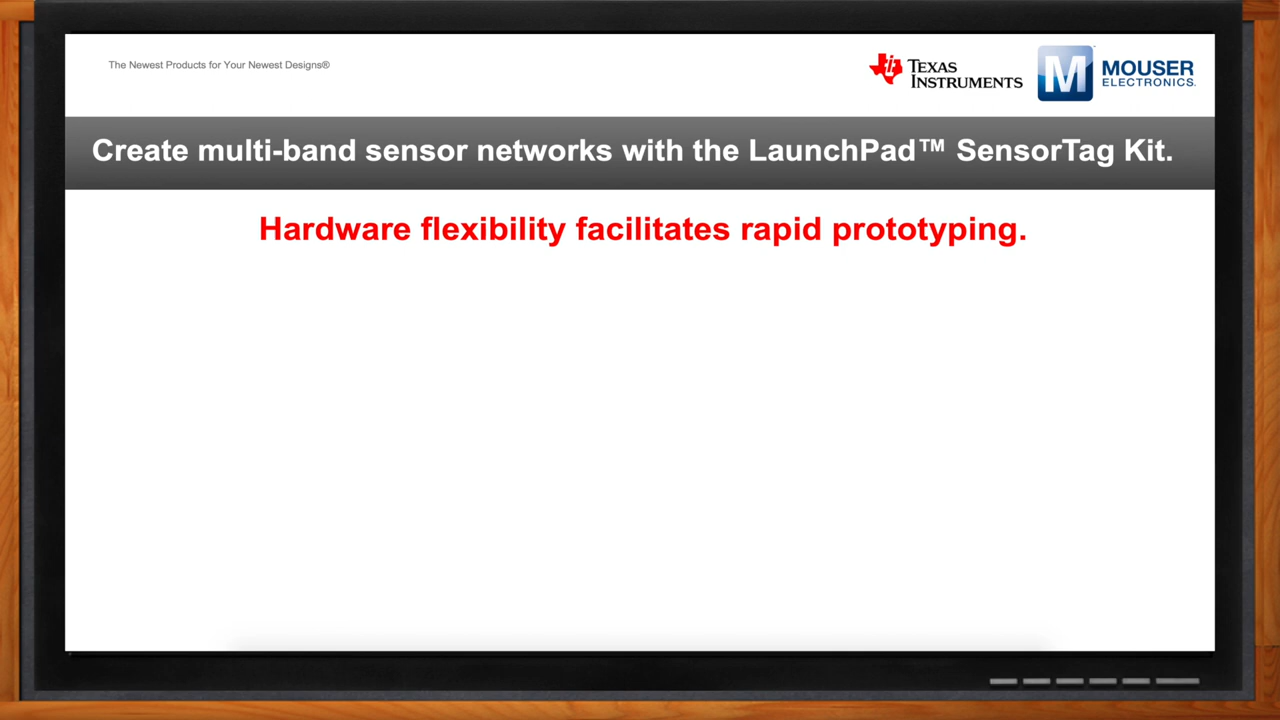 The Newest Products for Your Newest Designs®
TEXAS INSTRUMENTS
M MOUSER ELECTRONICS
Create multi-band sensor networks with the LaunchPad™ SensorTag Kit.
Hardware flexibility facilitates rapid prototyping.